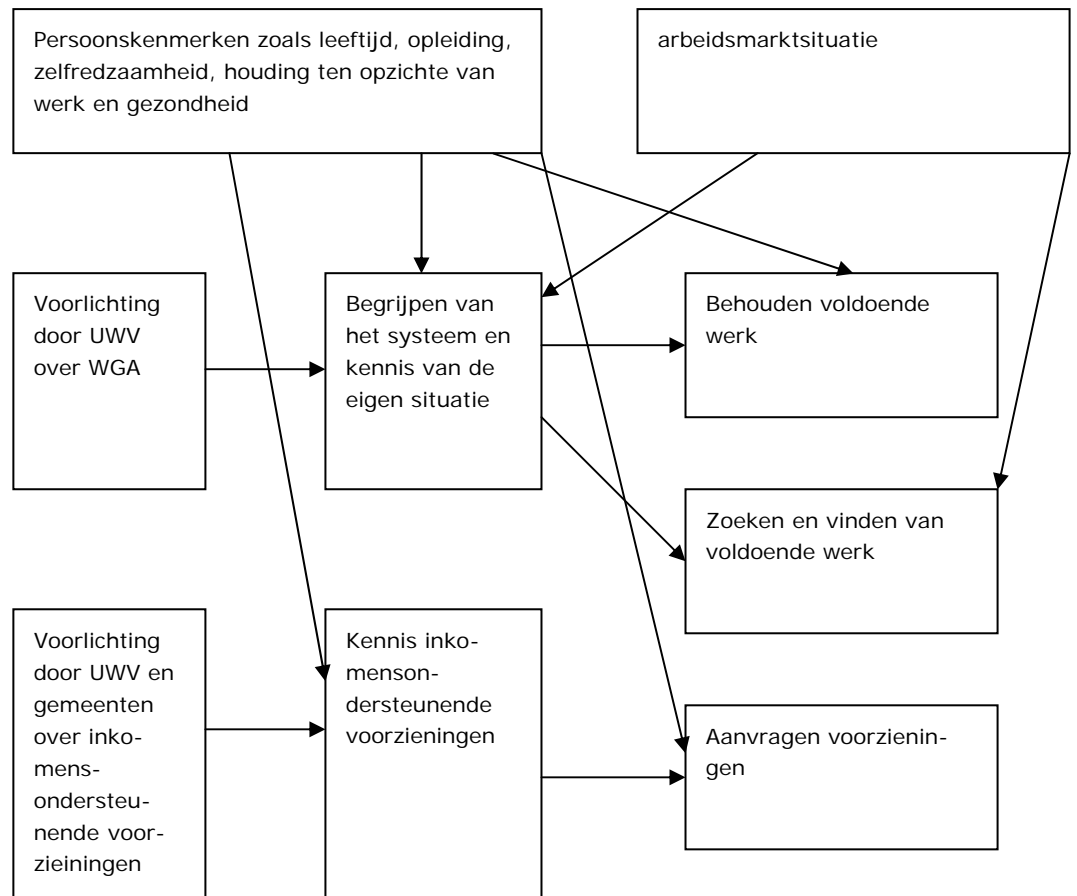 Persoonskenmerken zoals leeftijd, opleiding,
zelfredzaamheid, houding ten opzichte van
werk en gezondheid
arbeidsmarktsituatie
Voorlichting
door UWV
over WGA
Begrijpen van
het systeem en
kennis van de
eigen situatie
Behouden voldoende
werk
Zoeken en vinden van
voldoende werk
Voorlichting
door UWV en
gemeenten
over inko-
mens-
ondersteu-
nende voor-
zieiningen
Kennis inko-
menson-
dersteunende
voorzieningen
Aanvragen voorzienin-
gen